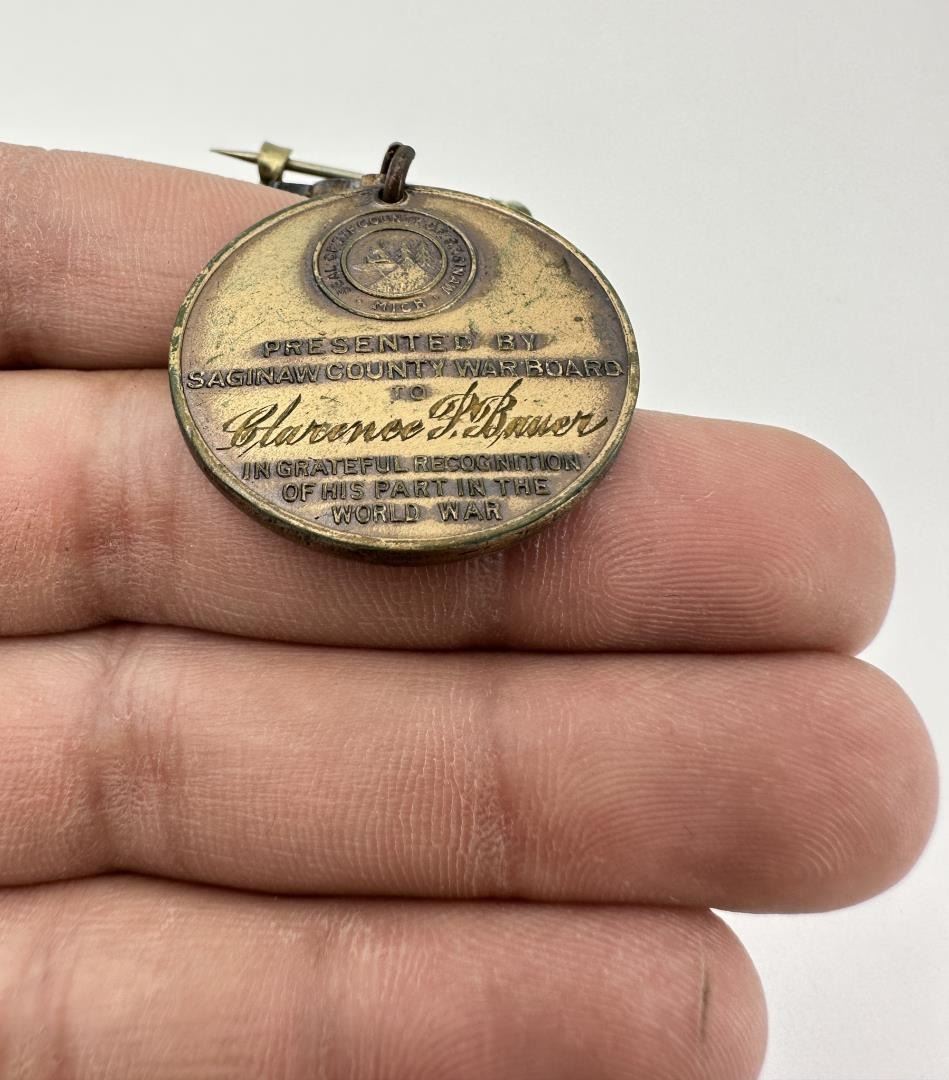 SEAL OF THE COUNTY OF SAGINAW
MICH
PRESENTED BY
SAGINAW COUNTY WAR BOARD
TO
Clarence P. Bauer
IN GRATEFUL RECOGNITION
OF HIS PART IN THE
WORLD WAR